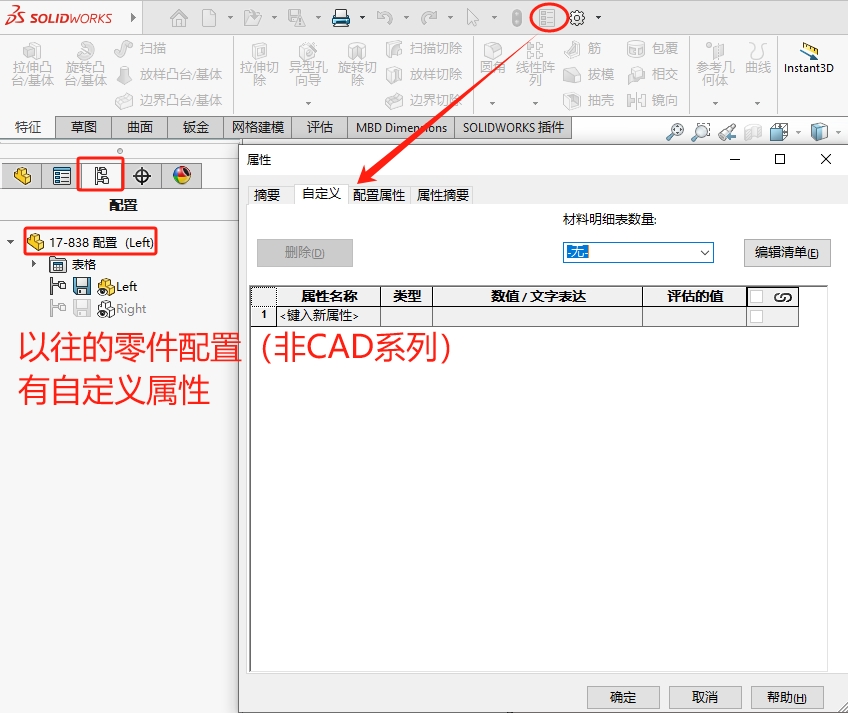 SOLIDWORKS
拉伸凸台/基体
旋转凸台/基体
扫描
放样凸台/基体
边界凸台/基体
拉伸切除
异型孔向导
旋转切除
扫描切除
放样切除
边界切除
圆角
线性阵列
筋
拔模
抽壳
包覆
相交
镜向
参考几何体
曲线
Instant3D
特征
草图
曲面
钣金
网格建模
评估
MBD Dimensions
SOLIDWORKS 插件
配置
17-838 配置 (Left)
表格
Left
Right
属性
摘要
自定义
配置属性
属性摘要
材料明细表数量:
删除(D)
-无-
编辑清单(E)
属性名称
类型
数值 / 文字表达
评估的值
1
<键入新属性>
以往的零件配置（非CAD系列）
有自定义属性
确定
取消
帮助(H)